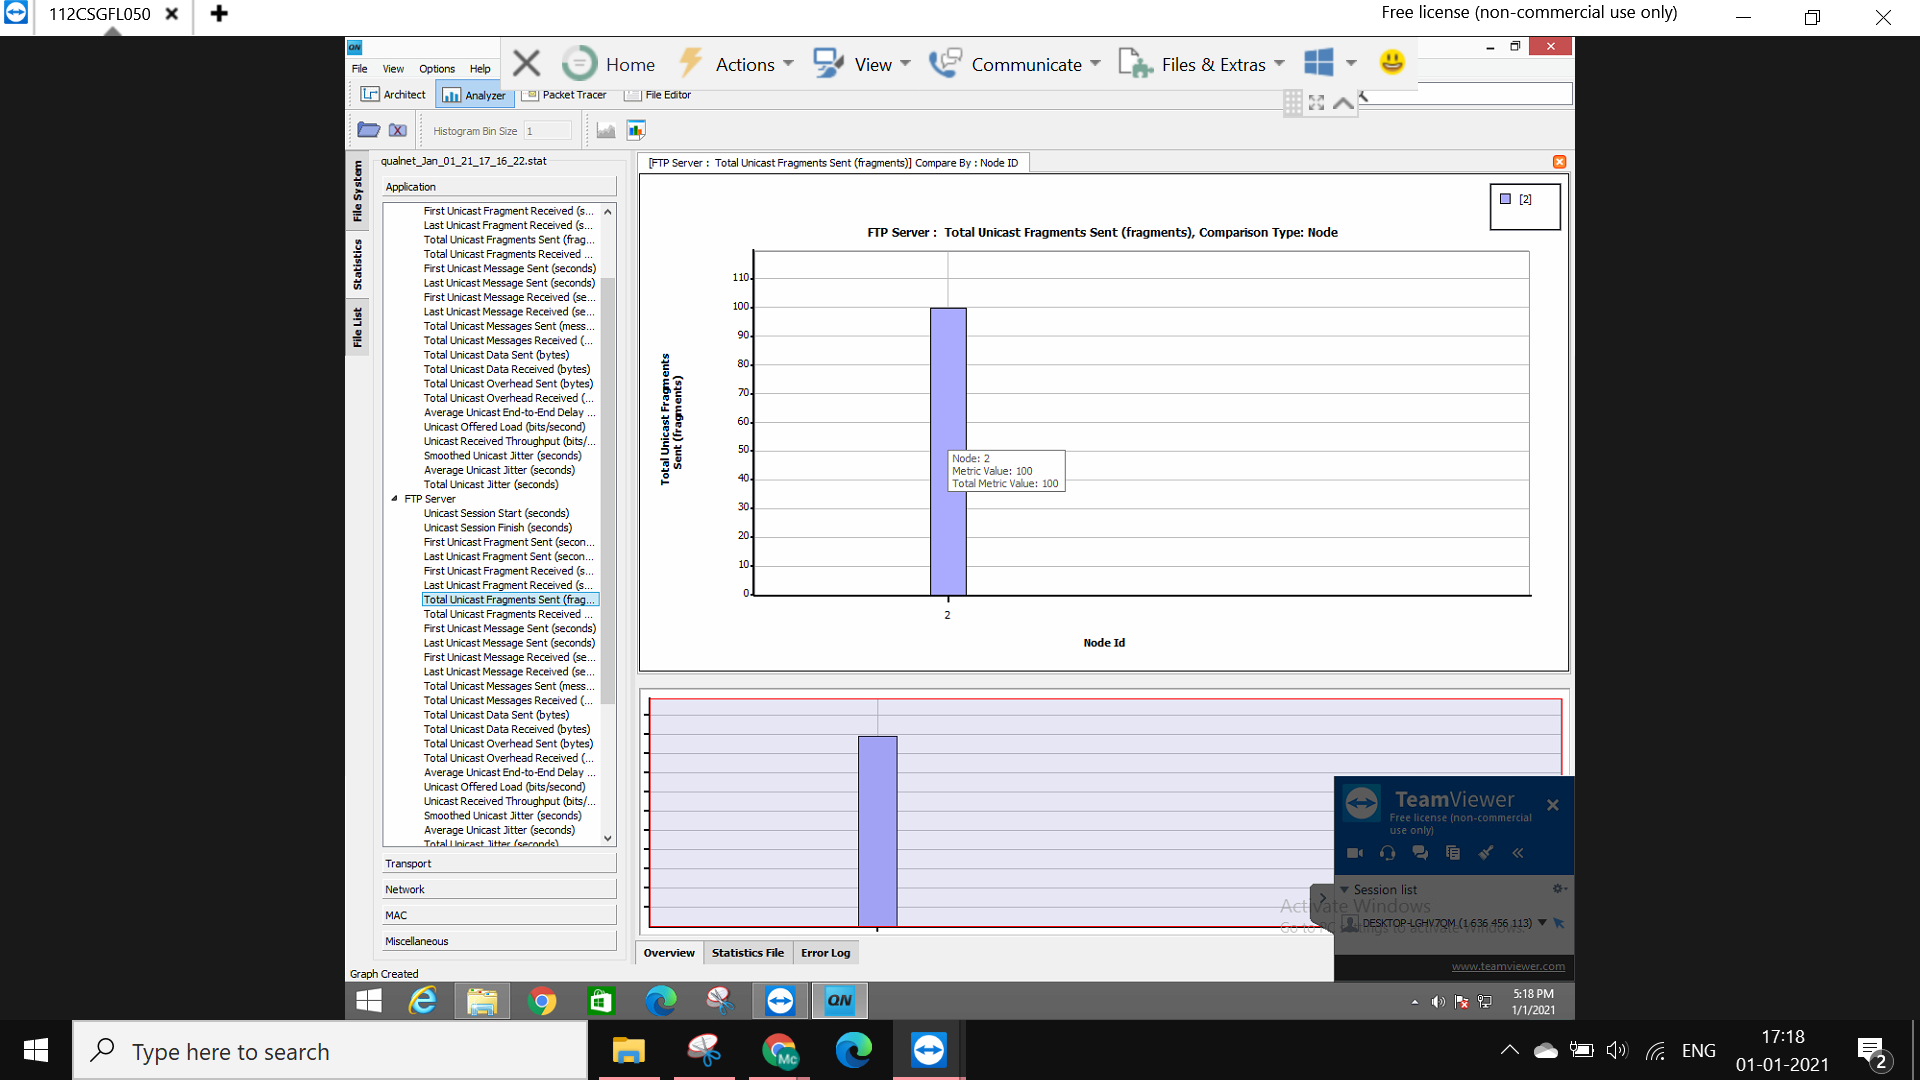 112CSGFL050
Free license (non-commercial use only)
QN
File View Options Help
Home Actions View Communicate Files & Extras
Architect Analyzer Packet Tracer File Editor
Histogram Bin Size 1
File System
Statistics
File List
qualnet_Jan_01_21_17_16_22.stat
Application
First Unicast Fragment Received (s...
Last Unicast Fragment Received (s...
Total Unicast Fragments Sent (frag...
Total Unicast Fragments Received ...
First Unicast Message Sent (seconds)
Last Unicast Message Sent (seconds)
First Unicast Message Received (se...
Last Unicast Message Received (se...
Total Unicast Messages Sent (mess...
Total Unicast Messages Received (...
Total Unicast Data Sent (bytes)
Total Unicast Data Received (bytes)
Total Unicast Overhead Sent (bytes)
Total Unicast Overhead Received (...
Average Unicast End-to-End Delay ...
Unicast Offered Load (bits/second)
Unicast Received Throughput (bits/...
Smoothed Unicast Jitter (seconds)
Average Unicast Jitter (seconds)
Total Unicast Jitter (seconds)
FTP Server
Unicast Session Start (seconds)
Unicast Session Finish (seconds)
First Unicast Fragment Sent (secon...
Last Unicast Fragment Sent (secon...
First Unicast Fragment Received (s...
Last Unicast Fragment Received (s...
Total Unicast Fragments Sent (frag...
Total Unicast Fragments Received ...
First Unicast Message Sent (seconds)
Last Unicast Message Sent (seconds)
First Unicast Message Received (se...
Last Unicast Message Received (se...
Total Unicast Messages Sent (mess...
Total Unicast Messages Received (...
Total Unicast Data Sent (bytes)
Total Unicast Data Received (bytes)
Total Unicast Overhead Sent (bytes)
Total Unicast Overhead Received (...
Average Unicast End-to-End Delay ...
Unicast Offered Load (bits/second)
Unicast Received Throughput (bits/...
Smoothed Unicast Jitter (seconds)
Average Unicast Jitter (seconds)
Total Unicast Jitter (seconds)
Transport
Network
MAC
Miscellaneous
Graph Created
[FTP Server : Total Unicast Fragments Sent (fragments)] Compare By : Node ID
[2]
FTP Server : Total Unicast Fragments Sent (fragments), Comparison Type: Node
110
100
90
80
70
60
50
40
30
20
10
0
Total Unicast Fragments
Sent (fragments)
Node: 2
Metric Value: 100
Total Metric Value: 100
2
Node Id
Overview Statistics File Error Log
TeamViewer
Free license (non-commercial
use only)
Session list
Activate Windows
DESKTOP-LGHV7QM (1 636 456 113)
Go to PC settings to activate Windows.
www.teamviewer.com
QN
5:18 PM
1/1/2021
Type here to search
Mc
ENG
17:18
01-01-2021
2